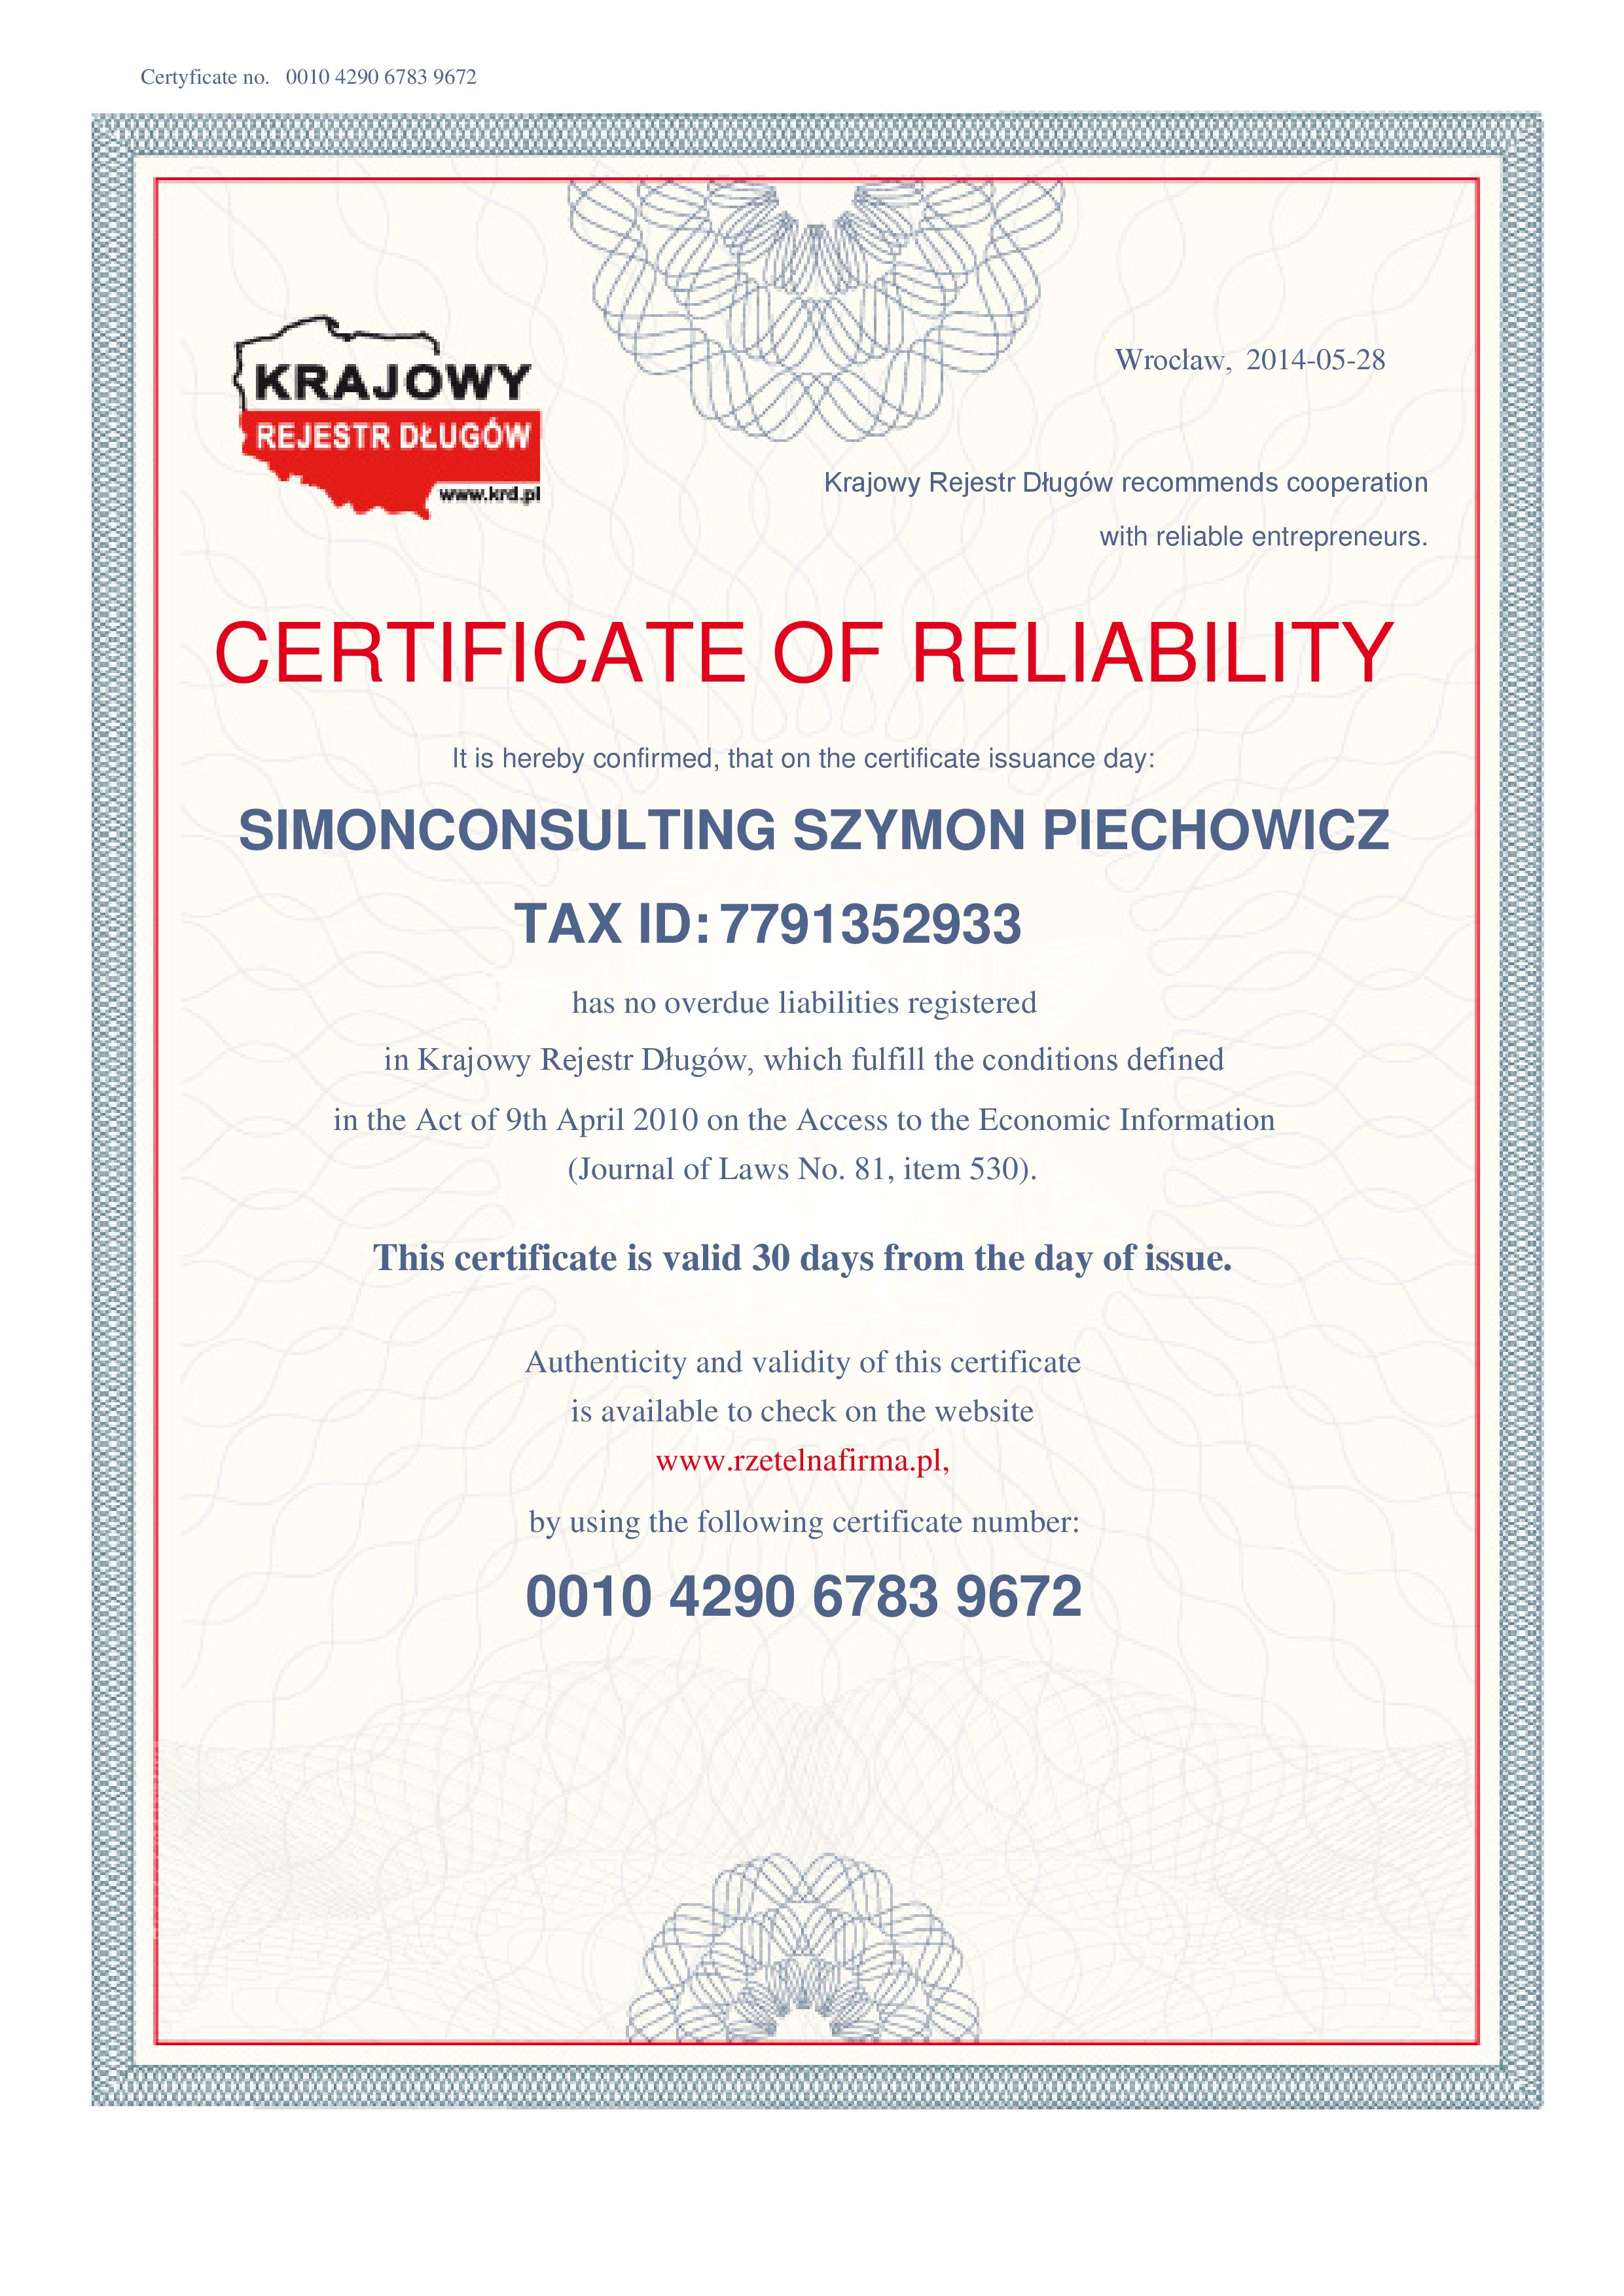 Certyficate no. 0010 4290 6783 9672
KRAJOWY
REJESTR DŁUGÓW
www.krd.pl
Wrocław, 2014-05-28
Krajowy Rejestr Długów recommends cooperation
with reliable entrepreneurs.
CERTIFICATE OF RELIABILITY
It is hereby confirmed, that on the certificate issuance day:
SIMONCONSULTING SZYMON PIECHOWICZ
TAX ID: 7791352933
has no overdue liabilities registered
in Krajowy Rejestr Długów, which fulfill the conditions defined
in the Act of 9th April 2010 on the Access to the Economic Information
(Journal of Laws No. 81, item 530).
This certificate is valid 30 days from the day of issue.
Authenticity and validity of this certificate
is available to check on the website
www.rzetelnafirma.pl,
by using the following certificate number:
0010 4290 6783 9672